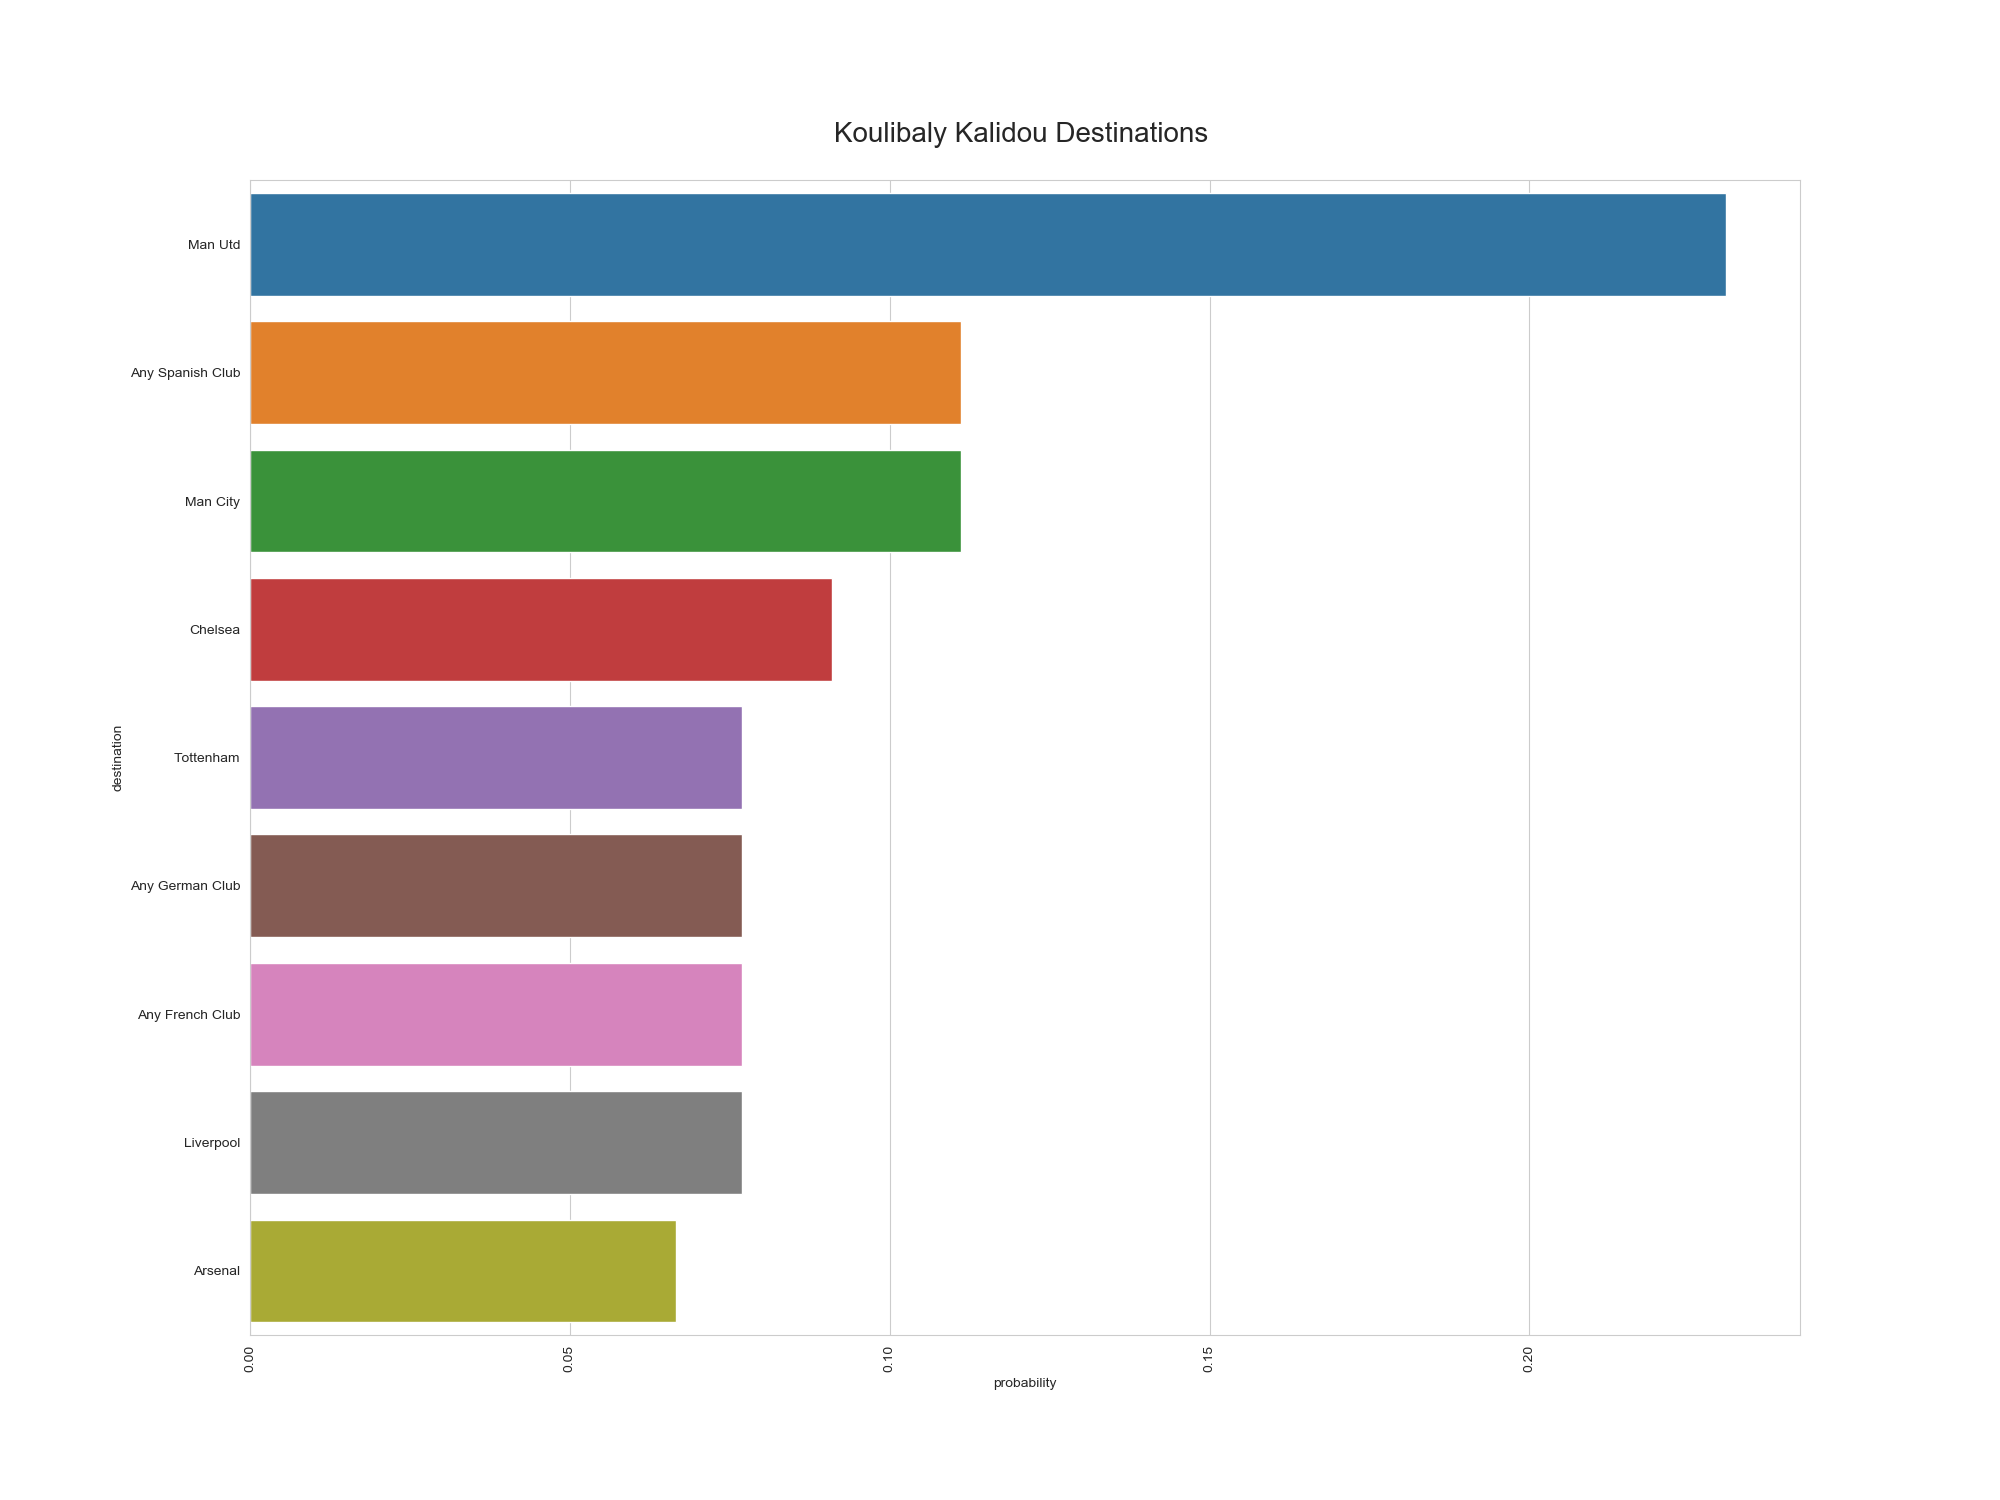 Koulibaly Kalidou Destinations
Man Utd
Any Spanish Club
Man City
Chelsea
Tottenham
Any German Club
Any French Club
Liverpool
Arsenal
destination
0.00
0.05
0.10
0.15
0.20
probability